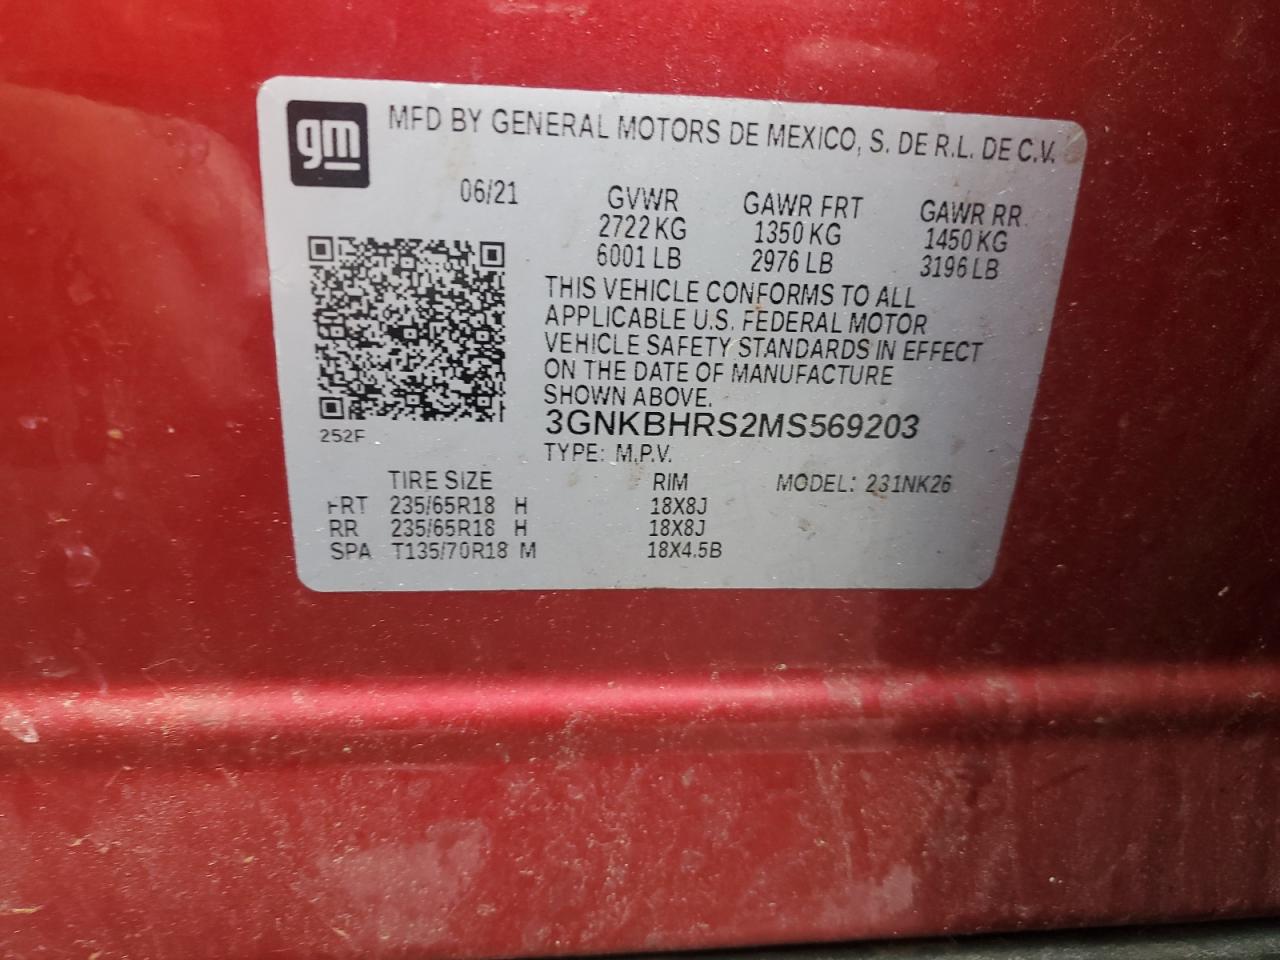 gm
MFD BY GENERAL MOTORS DE MEXICO, S. DE R.L. DE C.V.
06/21
GVWR GAWR FRT GAWR RR
2722 KG 1350 KG 1450 KG
6001 LB 2976 LB 3196 LB
THIS VEHICLE CONFORMS TO ALL
APPLICABLE U.S. FEDERAL MOTOR
VEHICLE SAFETY STANDARDS IN EFFECT
ON THE DATE OF MANUFACTURE
SHOWN ABOVE.
3GNKBHRS2MS569203
252F
TYPE: M.P.V.
TIRE SIZE RIM MODEL: 231NK26
FRT 235/65R18 H 18X8J
RR 235/65R18 H 18X8J
SPA T135/70R18 M 18X4.5B